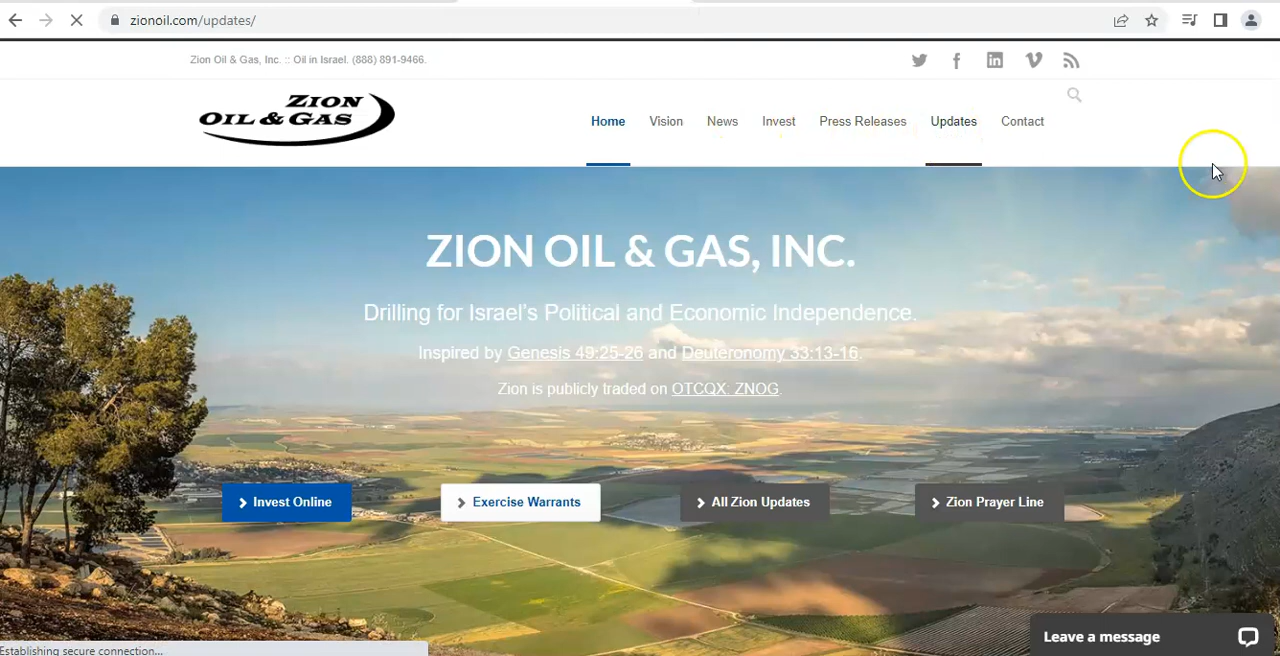 zionoil.com/updates/
Zion Oil & Gas, Inc. :: Oil in Israel. (888) 891-9466.
ZION
OIL & GAS
Home Vision News Invest Press Releases Updates Contact
ZION OIL & GAS, INC.
Drilling for Israel's Political and Economic Independence.
Inspired by Genesis 49:25-26 and Deuteronomy 33:13-16.
Zion is publicly traded on OTCQX: ZNOG.
Invest Online Exercise Warrants All Zion Updates Zion Prayer Line
Leave a message
Establishing secure connection...